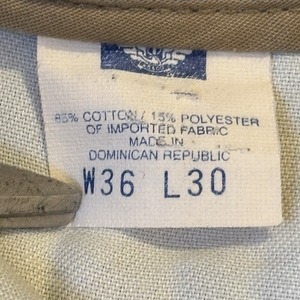 85% COTTON / 15% POLYESTER
OF IMPORTED FABRIC
MADE IN
DOMINICAN REPUBLIC
W36 L30